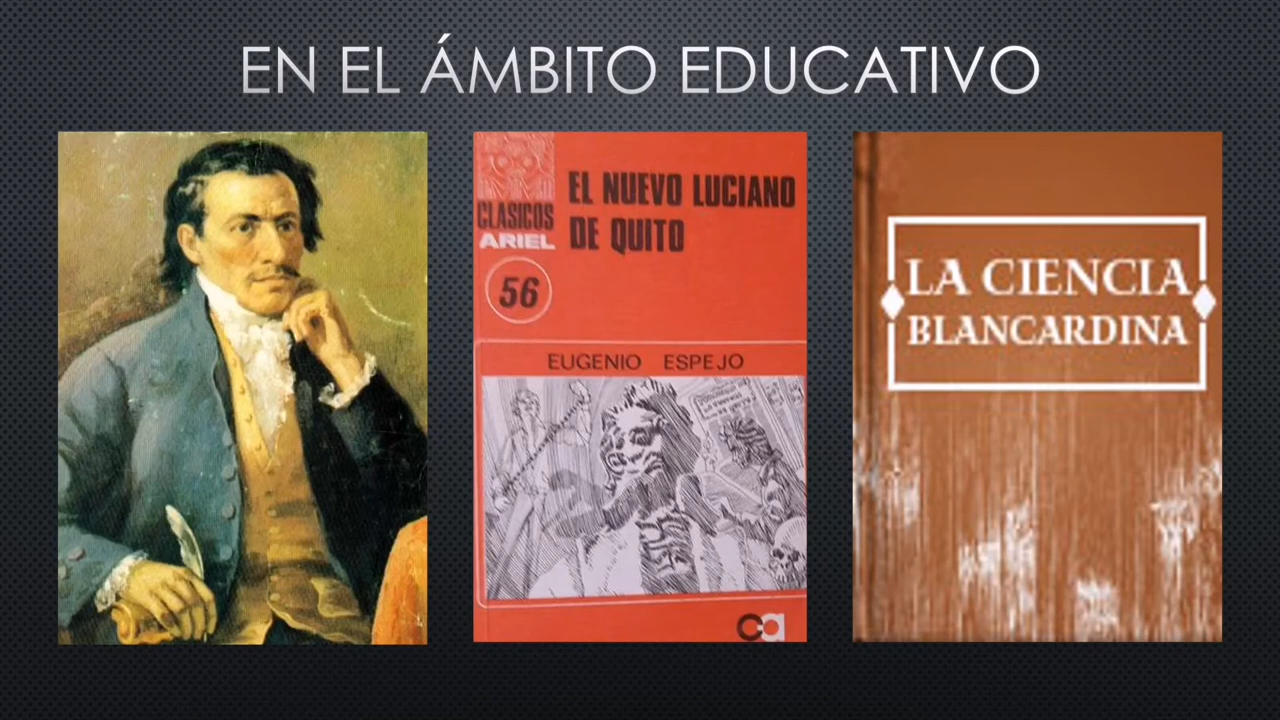 EN EL ÁMBITO EDUCATIVO
CLASICOS
ARIEL
56
EL NUEVO LUCIANO
DE QUITO
EUGENIO ESPEJO
ca
LA CIENCIA
BLANCARDINA